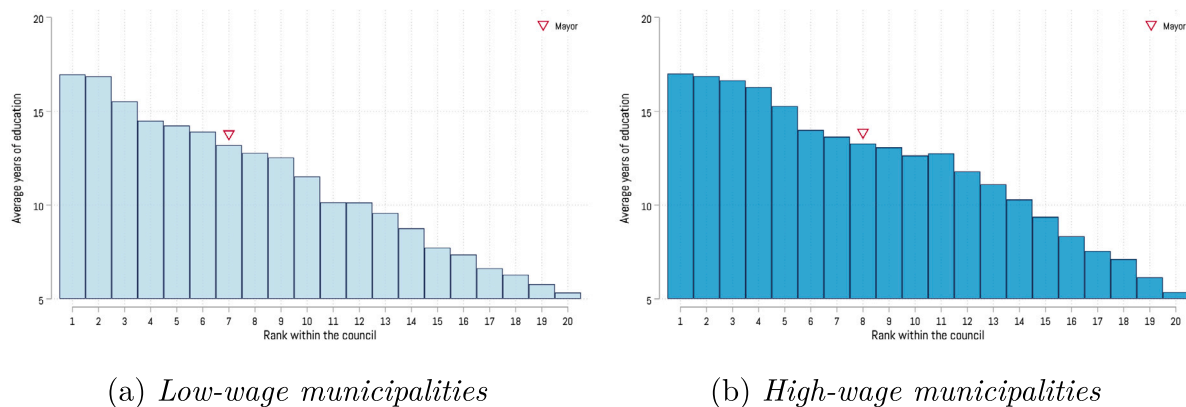 20
15
10
5
Average years of education
Mayor
1 2 3 4 5 6 7 8 9 10 11 12 13 14 15 16 17 18 19 20
Rank within the council
(a) Low-wage municipalities
20
15
10
5
Average years of education
Mayor
1 2 3 4 5 6 7 8 9 10 11 12 13 14 15 16 17 18 19 20
Rank within the council
(b) High-wage municipalities